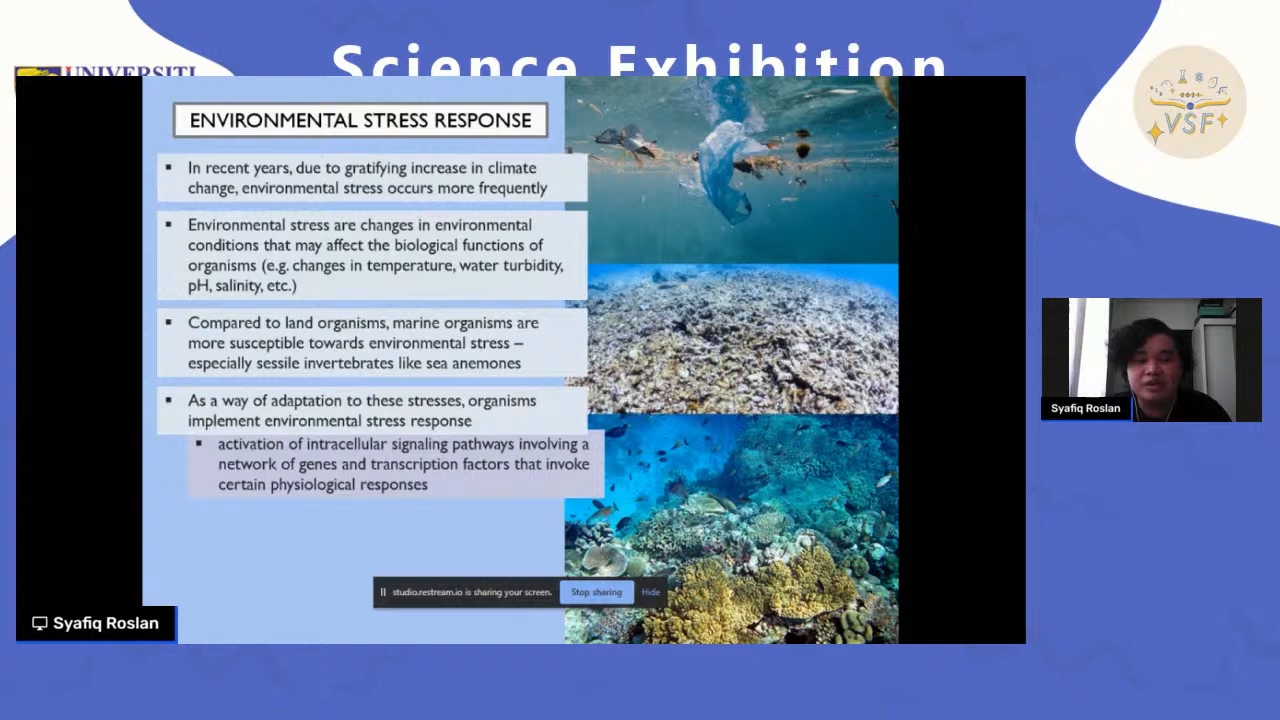 Science Exhibition
UNIVERSITI
2021
VSF
ENVIRONMENTAL STRESS RESPONSE
▪ In recent years, due to gratifying increase in climate
change, environmental stress occurs more frequently
▪ Environmental stress are changes in environmental
conditions that may affect the biological functions of
organisms (e.g. changes in temperature, water turbidity,
pH, salinity, etc.)
▪ Compared to land organisms, marine organisms are
more susceptible towards environmental stress –
especially sessile invertebrates like sea anemones
▪ As a way of adaptation to these stresses, organisms
implement environmental stress response
▪ activation of intracellular signaling pathways involving a
network of genes and transcription factors that invoke
certain physiological responses
studio.restream.io is sharing your screen.
Stop sharing
Hide
Syafiq Roslan
Syafiq Roslan